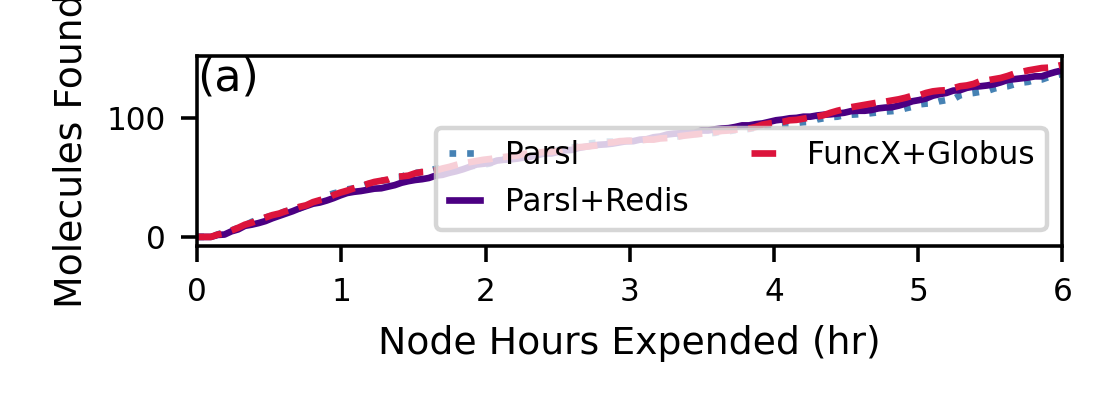 (a)
Molecules Found
100
0
Parsl
Parsl+Redis
FuncX+Globus
0 1 2 3 4 5 6
Node Hours Expended (hr)